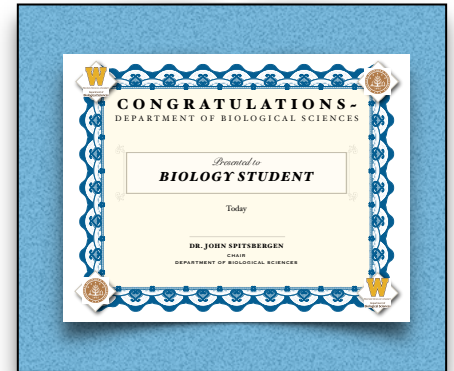 W
CONGRATULATIONS~
DEPARTMENT OF BIOLOGICAL SCIENCES
Presented to
BIOLOGY STUDENT
Today
DR. JOHN SPITSBERGEN
CHAIR
DEPARTMENT OF BIOLOGICAL SCIENCES
W